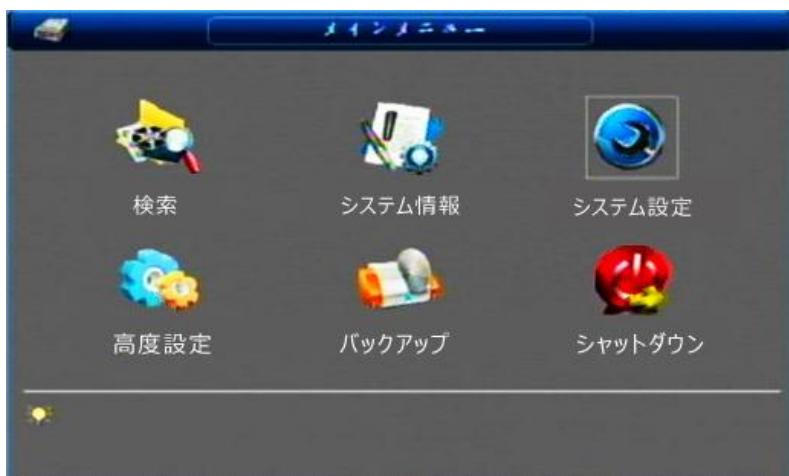 メインメニュー
検索
システム情報
システム設定
高度設定
バックアップ
シャットダウン